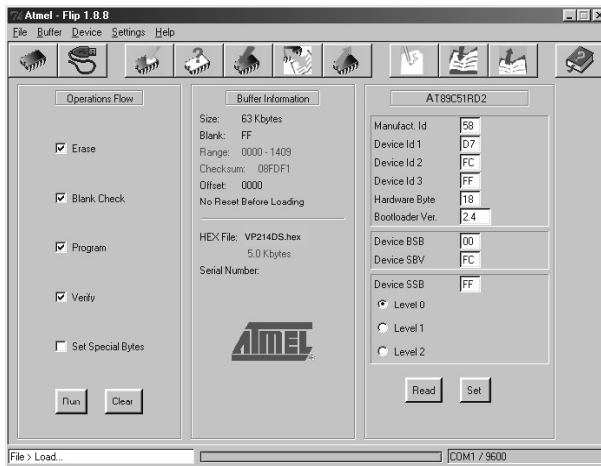 Atmel - Flip 1.8.8
File Buffer Device Settings Help
Operations Flow
Erase
Blank Check
Program
Verify
Set Special Bytes
Run Clear
Buffer Information
Size: 63 Kbytes
Blank: FF
Range: 0000 - 1409
Checksum: 08FDF1
Offset: 0000
No Reset Before Loading
HEX File: VP214DS.hex
5.0 Kbytes
Serial Number:
ATMEL
AT89C51RD2
Manufact. Id 58
Device Id 1 D7
Device Id 2 FC
Device Id 3 FF
Hardware Byte 18
Bootloader Ver. 2.4
Device BSB 00
Device SBV FC
Device SSB FF
Level 0
Level 1
Level 2
Read Set
File > Load...
COM1 / 9600